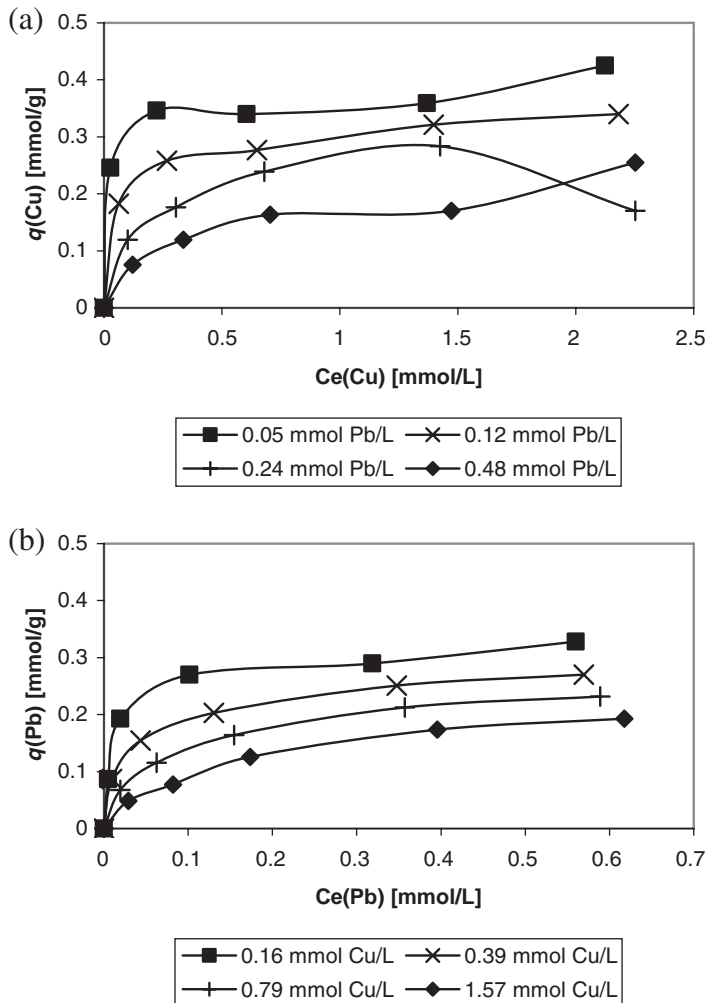 (a)
0.5
0.4
0.3
0.2
0.1
0
q(Cu) [mmol/g]
0 0.5 1 1.5 2 2.5
Ce(Cu) [mmol/L]
0.05 mmol Pb/L 0.12 mmol Pb/L
0.24 mmol Pb/L 0.48 mmol Pb/L
(b)
0.5
0.4
0.3
0.2
0.1
0
q(Pb) [mmol/g]
0 0.1 0.2 0.3 0.4 0.5 0.6 0.7
Ce(Pb) [mmol/L]
0.16 mmol Cu/L 0.39 mmol Cu/L
0.79 mmol Cu/L 1.57 mmol Cu/L